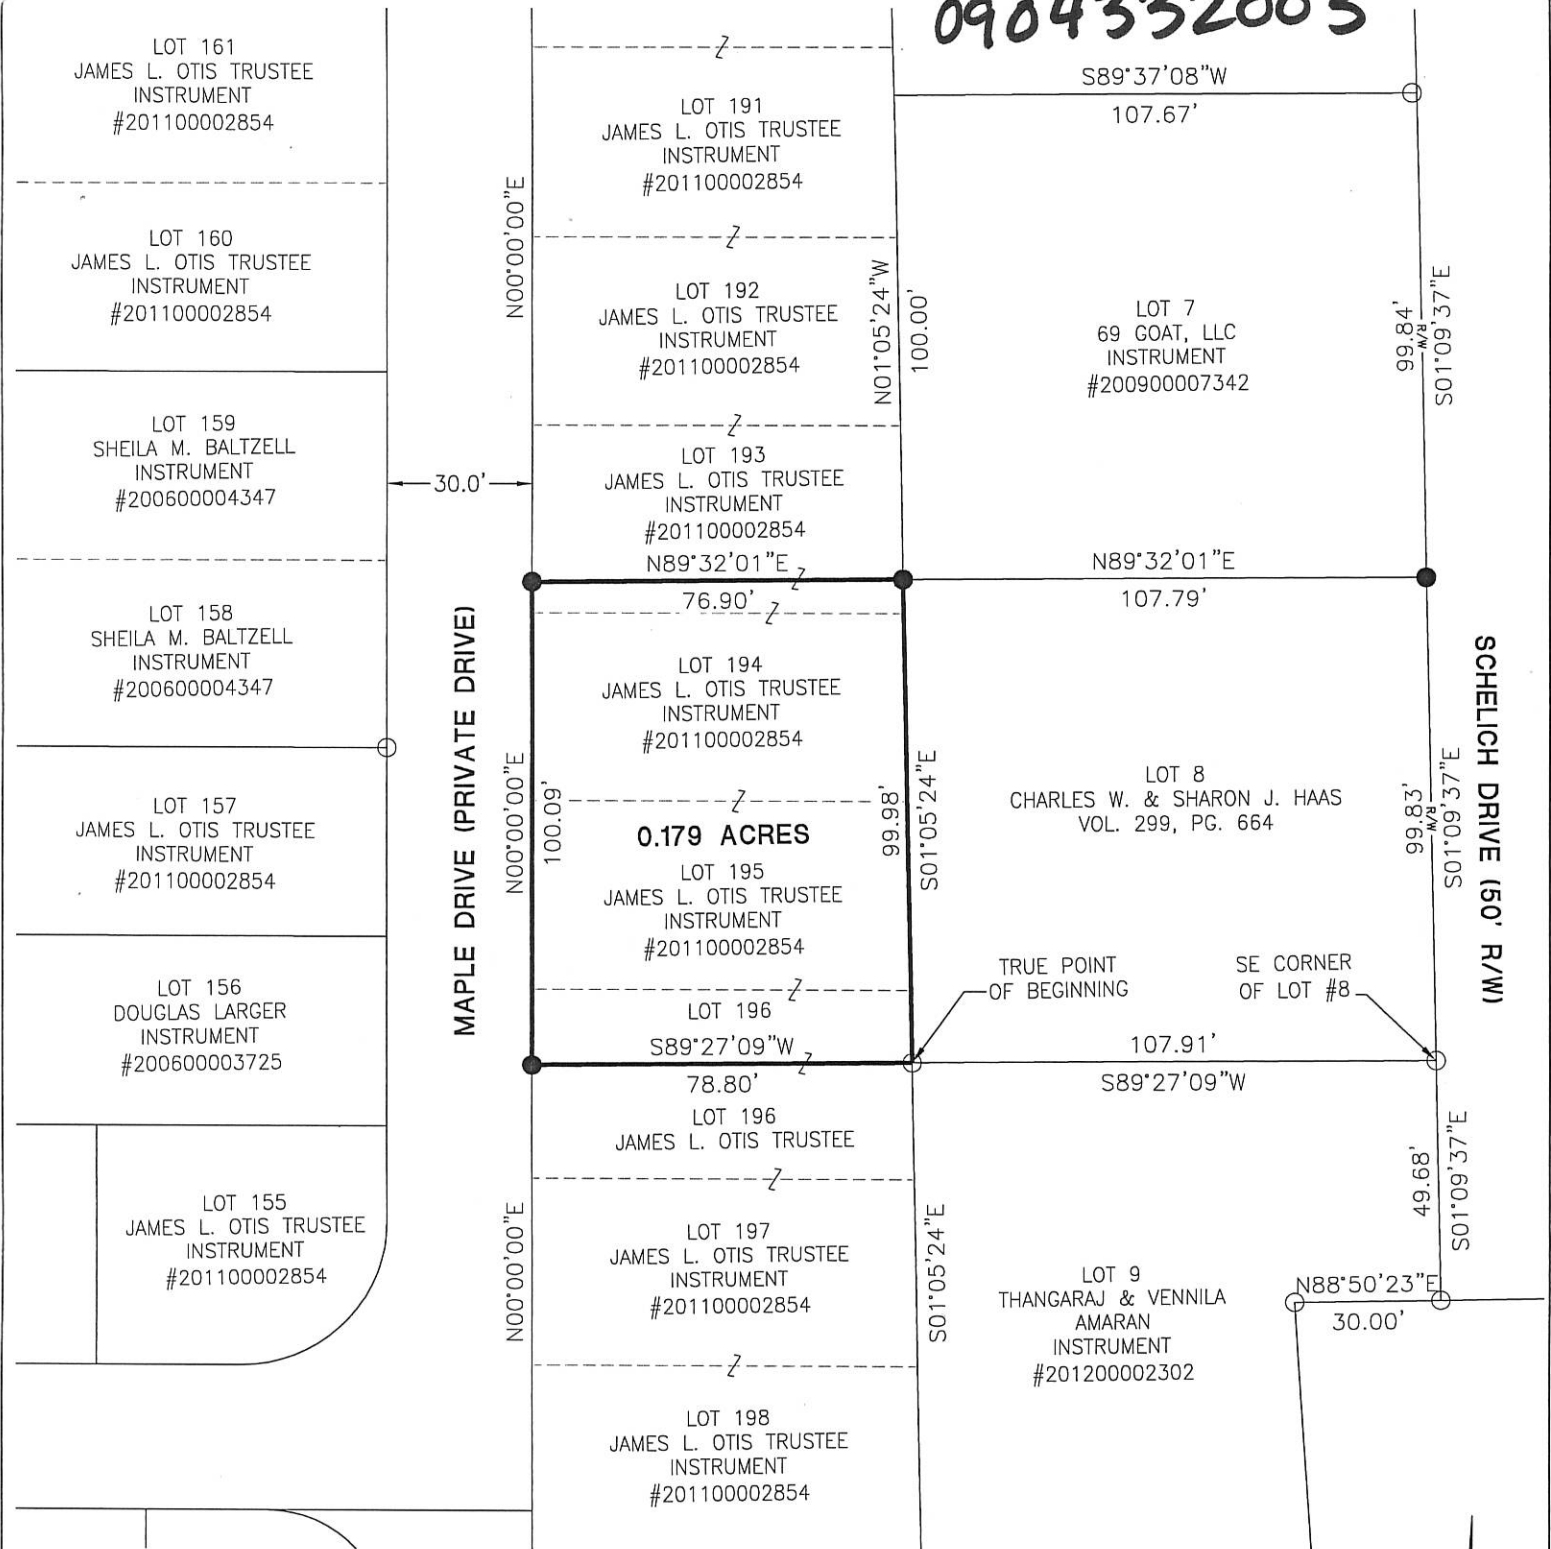 0904332005
LOT 161
JAMES L. OTIS TRUSTEE
INSTRUMENT
#201100002854
LOT 160
JAMES L. OTIS TRUSTEE
INSTRUMENT
#201100002854
LOT 159
SHEILA M. BALTZELL
INSTRUMENT
#200600004347
LOT 158
SHEILA M. BALTZELL
INSTRUMENT
#200600004347
LOT 157
JAMES L. OTIS TRUSTEE
INSTRUMENT
#201100002854
LOT 156
DOUGLAS LARGER
INSTRUMENT
#200600003725
LOT 155
JAMES L. OTIS TRUSTEE
INSTRUMENT
#201100002854
30.0'
MAPLE DRIVE (PRIVATE DRIVE)
N00°00'00"E
N00°00'00"E
100.09'
N00°00'00"E
LOT 191
JAMES L. OTIS TRUSTEE
INSTRUMENT
#201100002854
LOT 192
JAMES L. OTIS TRUSTEE
INSTRUMENT
#201100002854
LOT 193
JAMES L. OTIS TRUSTEE
INSTRUMENT
#201100002854
N89°32'01"E
76.90'
LOT 194
JAMES L. OTIS TRUSTEE
INSTRUMENT
#201100002854
0.179 ACRES
LOT 195
JAMES L. OTIS TRUSTEE
INSTRUMENT
#201100002854
LOT 196
S89°27'09"W
78.80'
LOT 196
JAMES L. OTIS TRUSTEE
LOT 197
JAMES L. OTIS TRUSTEE
INSTRUMENT
#201100002854
LOT 198
JAMES L. OTIS TRUSTEE
INSTRUMENT
#201100002854
N01°05'24"W
100.00'
99.98'
S01°05'24"E
S01°05'24"E
S89°37'08"W
107.67'
LOT 7
69 GOAT, LLC
INSTRUMENT
#200900007342
99.84'
R/W
S01°09'37"E
N89°32'01"E
107.79'
LOT 8
CHARLES W. & SHARON J. HAAS
VOL. 299, PG. 664
99.83'
R/W
S01°09'37"E
SCHELICH DRIVE (50' R/W)
TRUE POINT
OF BEGINNING
SE CORNER
OF LOT #8
107.91'
S89°27'09"W
49.68'
S01°09'37"E
LOT 9
THANGARAJ & VENNILA
AMARAN
INSTRUMENT
#201200002302
N88°50'23"E
30.00'